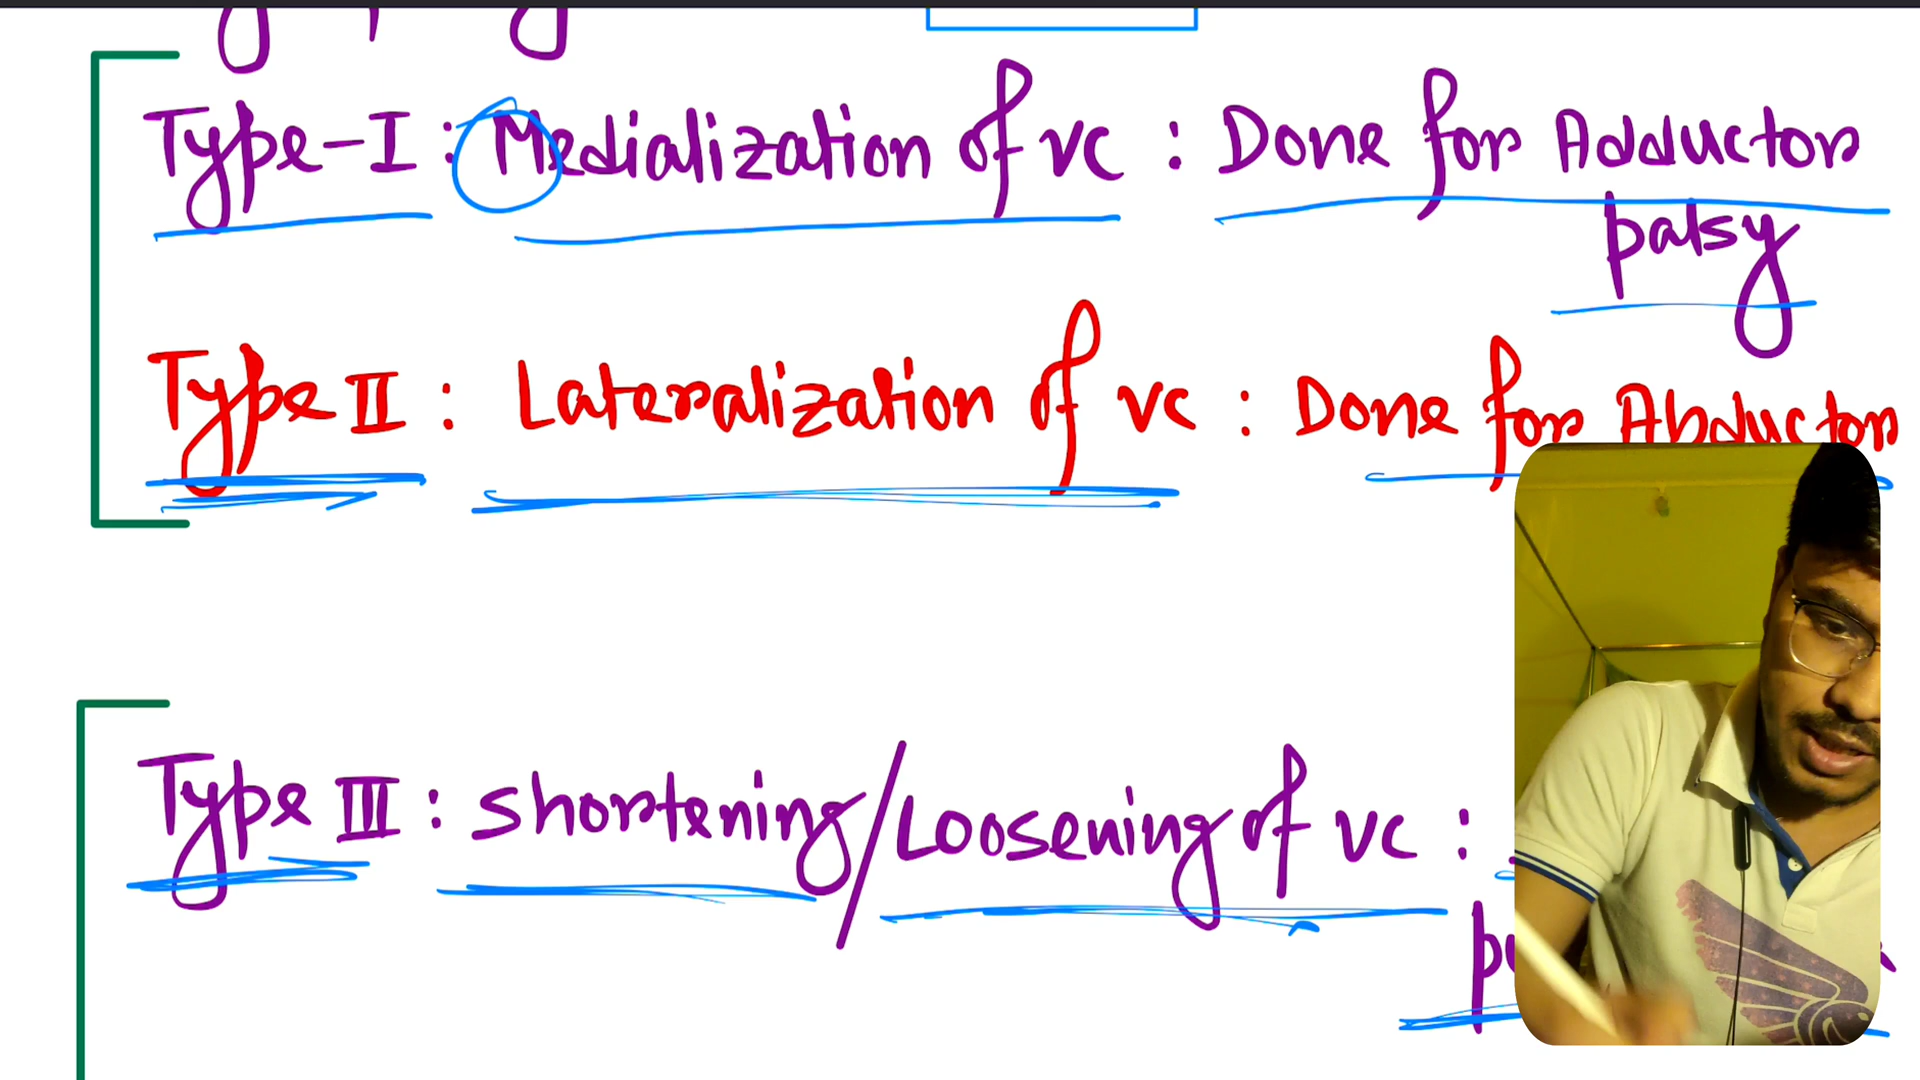 Type-I : Medialization of vc : Done for Adductor
palsy
Type II : Lateralization of vc : Done for Abductor
Type III : shortening/Loosening of vc :